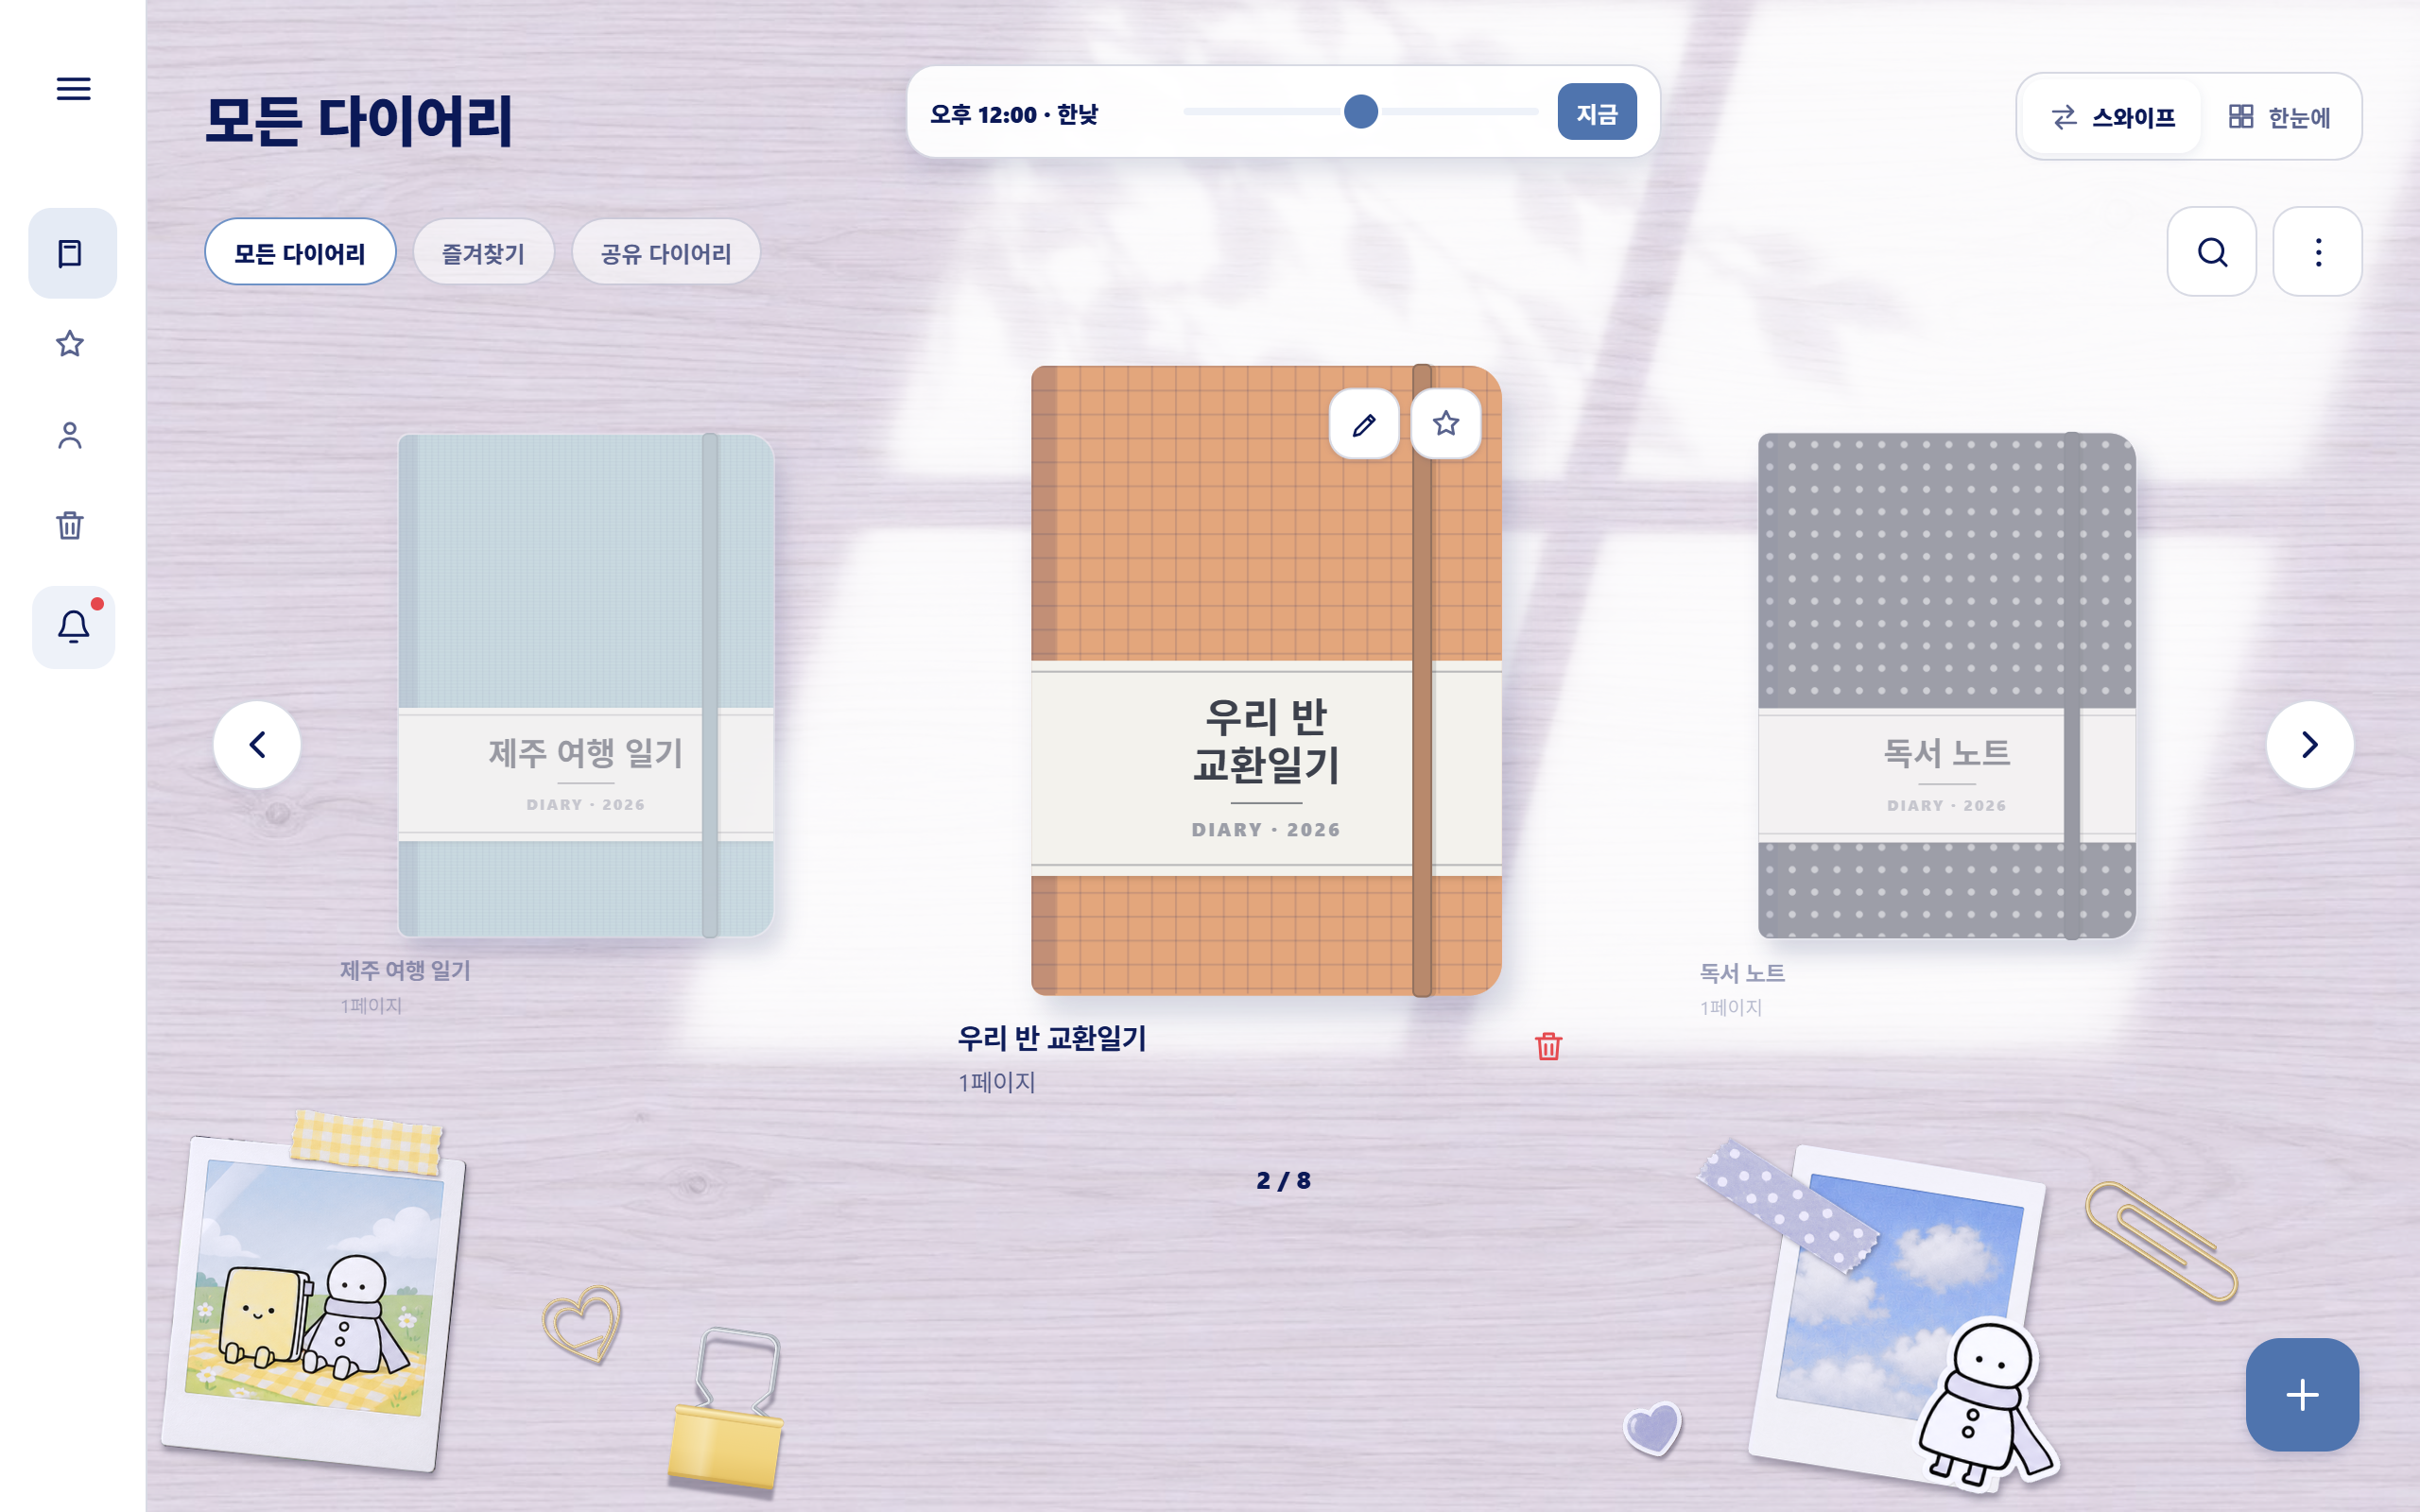 모든 다이어리
오후 12:00 · 한낮
지금
스와이프
한눈에
모든 다이어리
즐겨찾기
공유 다이어리
제주 여행 일기
DIARY · 2026
제주 여행 일기
1페이지
우리 반
교환일기
DIARY · 2026
우리 반 교환일기
1페이지
독서 노트
DIARY · 2026
독서 노트
1페이지
2 / 8